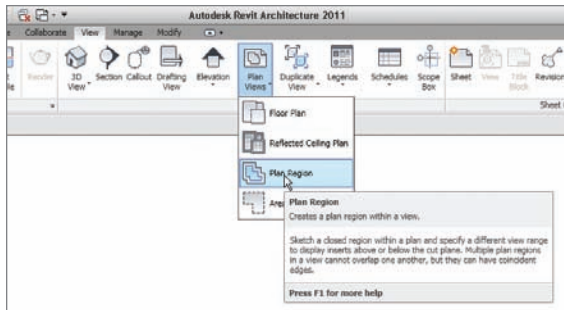 Autodesk Revit Architecture 2011
Collaborate View Manage Modify
Render 3D View Section Callout Drafting View Elevation Plan Views Duplicate View Legends Schedules Scope Box Sheet View Title Block Revision
Sheet
Floor Plan
Reflected Ceiling Plan
Plan Region
Area
Plan Region
Creates a plan region within a view.
Sketch a closed region within a plan and specify a different view range
to display inserts above or below the cut plane. Multiple plan regions
in a view cannot overlap one another, but they can have coincident
edges.
Press F1 for more help